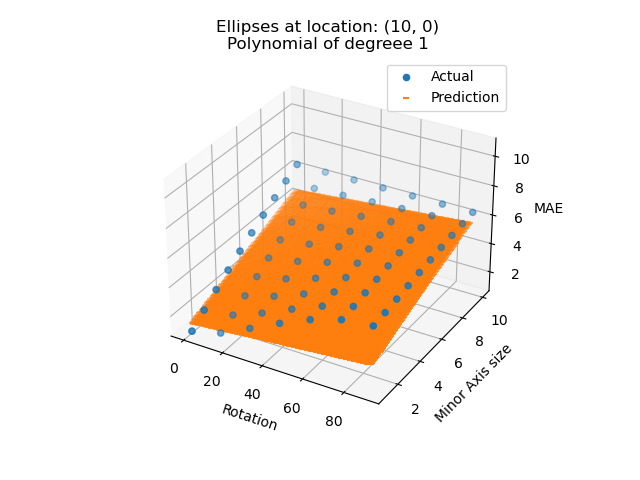 Ellipses at location: (10, 0)
Polynomial of degreee 1
Actual
Prediction
10
8
6
4
2
MAE
10
8
6
4
2
Minor Axis size
0
20
40
60
80
Rotation